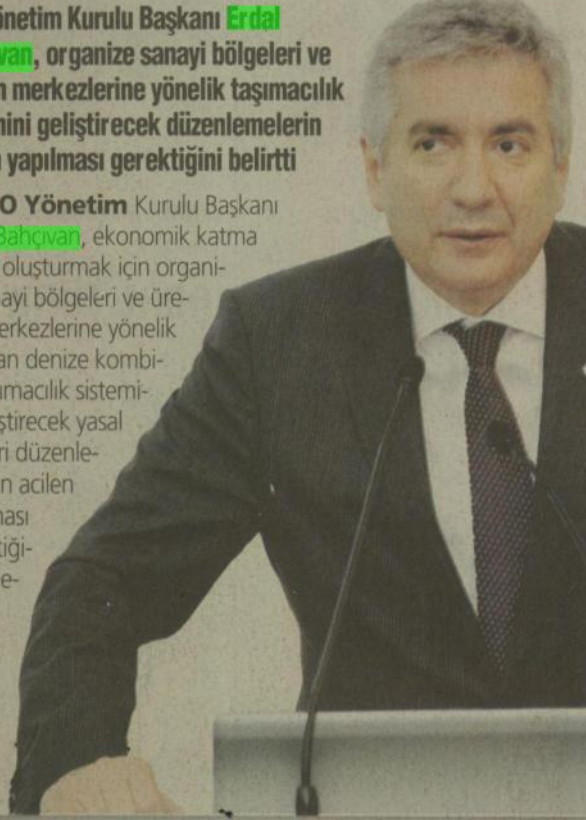 önetim Kurulu Başkanı Erdal
van, organize sanayi bölgeleri ve
n merkezlerine yönelik taşımacılık
nini geliştirecek düzenlemelerin
yapılması gerektiğini belirtti
O Yönetim Kurulu Başkanı
Bahçıvan, ekonomik katma
oluşturmak için organi-
ayi bölgeleri ve üre-
erkezlerine yönelik
an denize kombi-
ımacılık sistemi-
ştirecek yasal
ri düzenle-
n acilen
ması
tiği-
e-